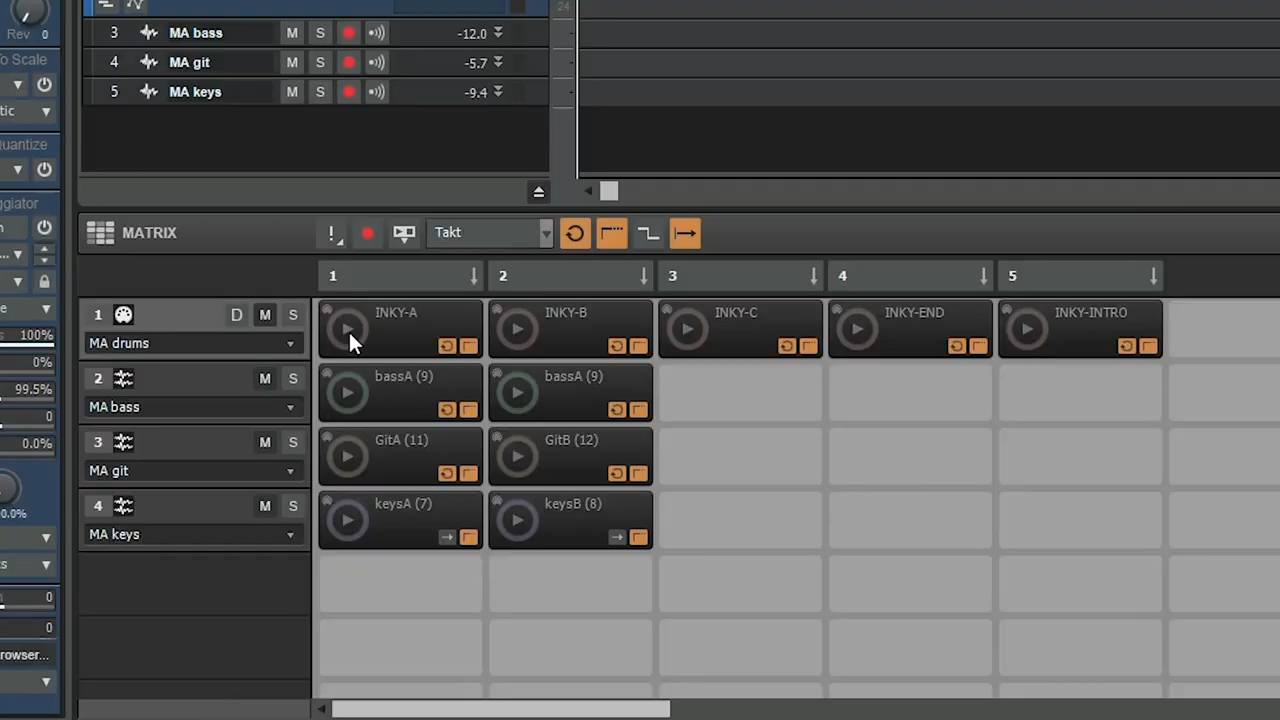 Rev 0
24
3 MA bass M S -12.0
4 MA git M S -5.7
5 MA keys M S -9.4
To Scale
tic
Quantize
ggiator
n
...
e
100%
0%
99.5%
0
0.0%
0.0%
s
0
0
rowser...
MATRIX ! Takt
1 2 3 4 5
1 D M S
MA drums
INKY-A INKY-B INKY-C INKY-END INKY-INTRO
2 M S
MA bass
bassA (9) bassA (9)
3 M S
MA git
GitA (11) GitB (12)
4 M S
MA keys
keysA (7) keysB (8)